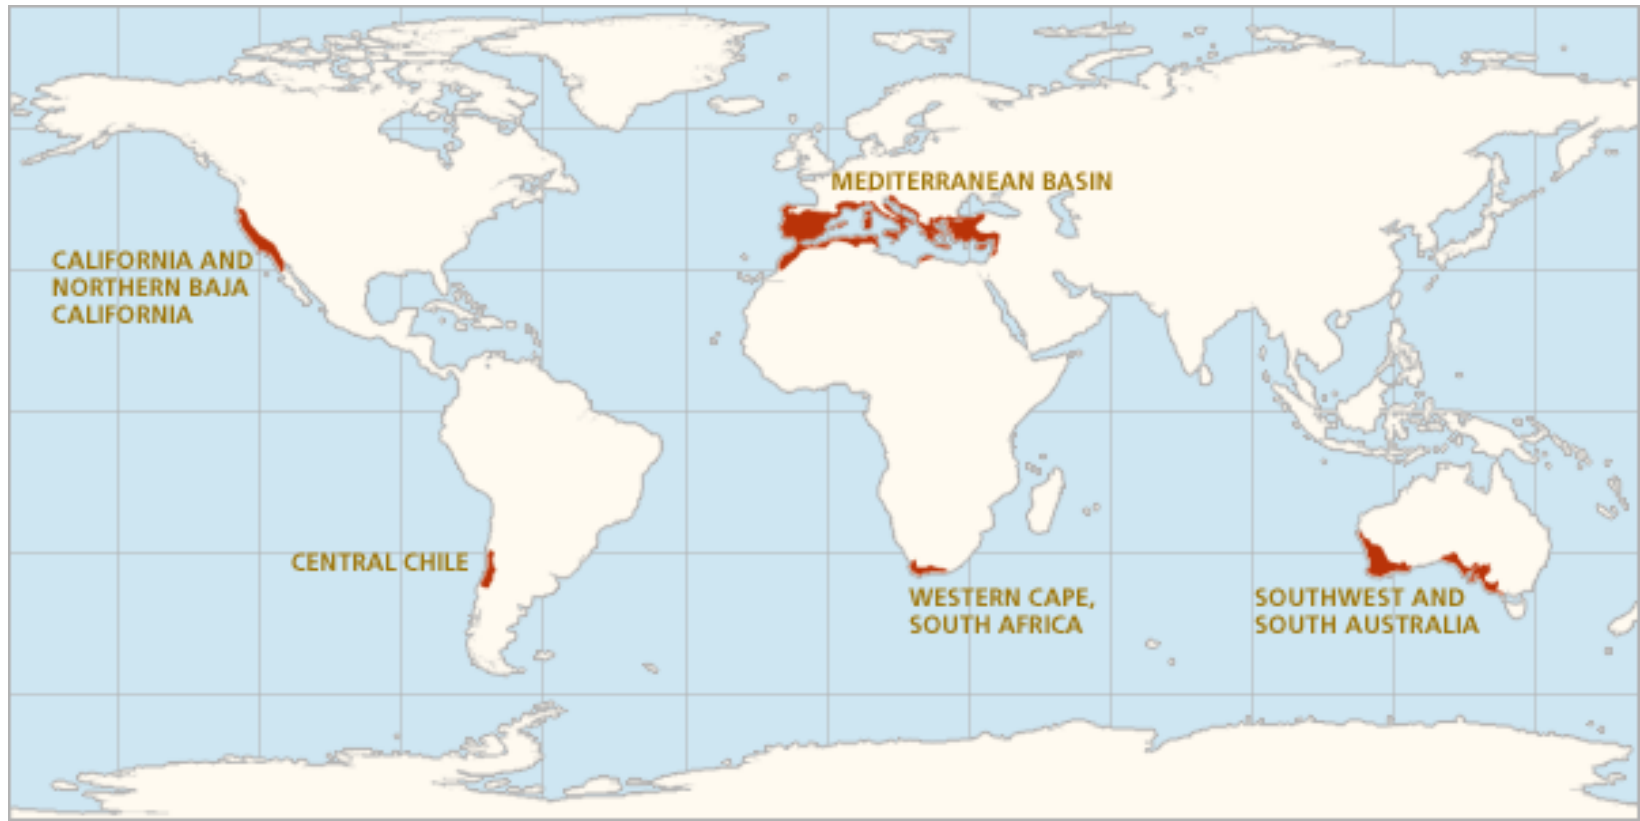 MEDITERRANEAN BASIN
CALIFORNIA AND
NORTHERN BAJA
CALIFORNIA
CENTRAL CHILE
WESTERN CAPE,
SOUTH AFRICA
SOUTHWEST AND
SOUTH AUSTRALIA